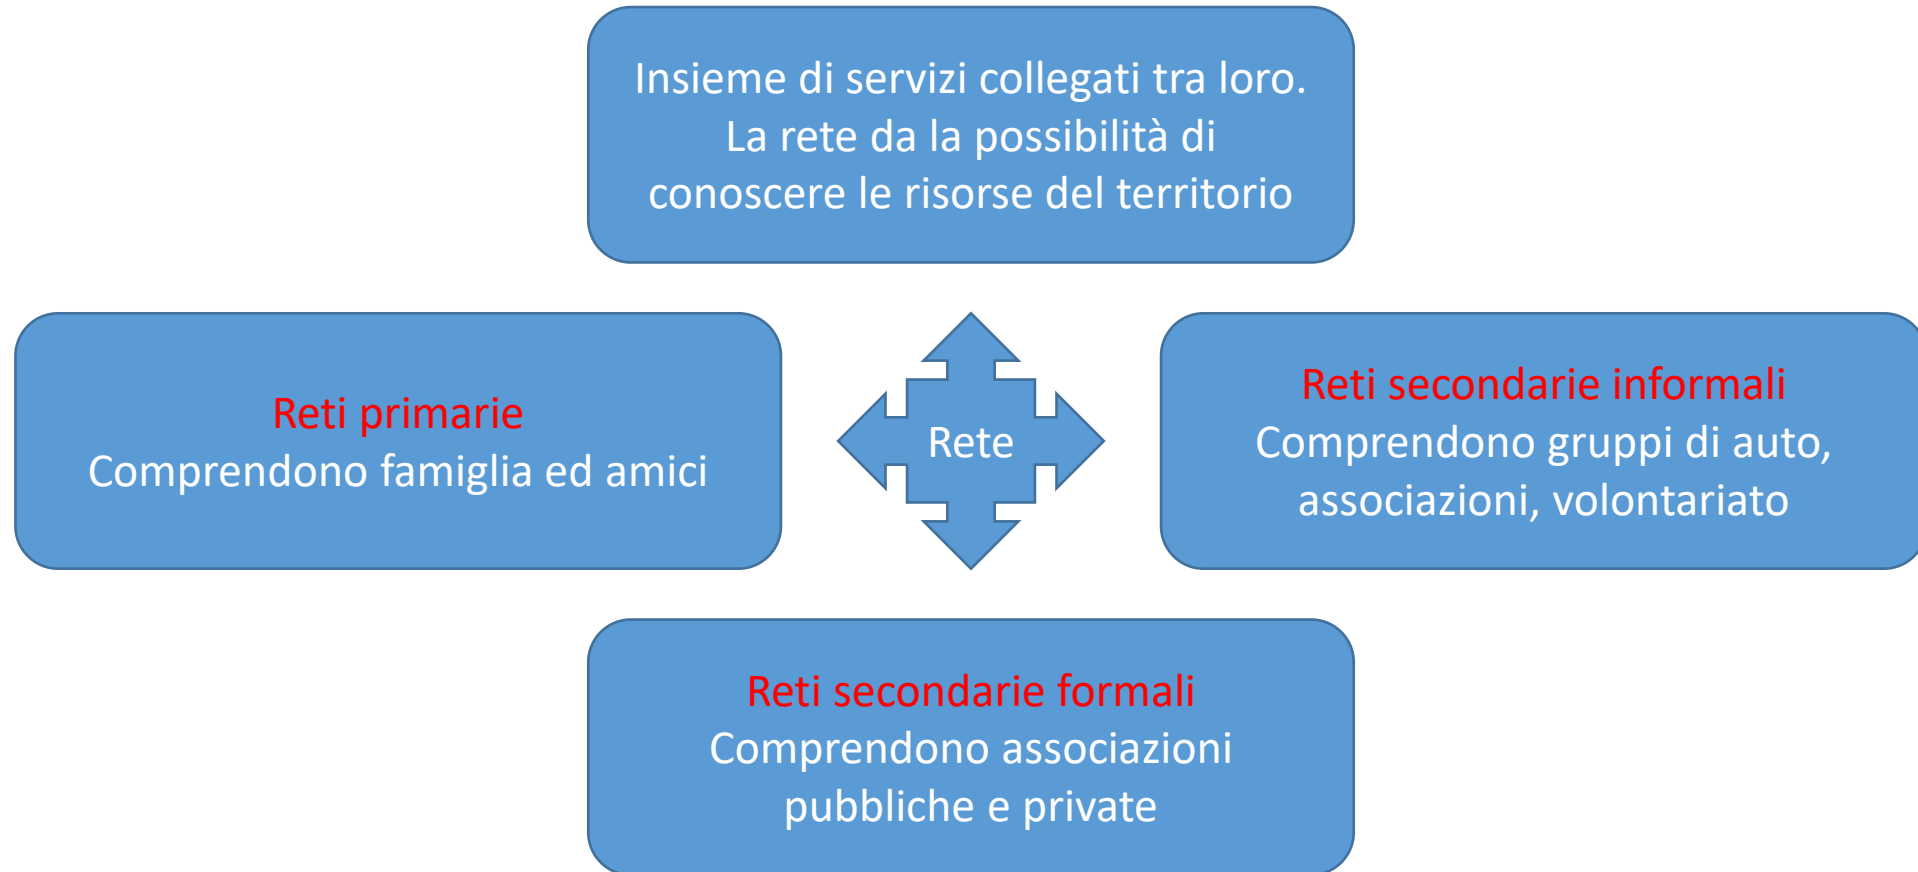 Insieme di servizi collegati tra loro.
La rete da la possibilità di
conoscere le risorse del territorio
Reti primarie
Comprendono famiglia ed amici
Rete
Reti secondarie informali
Comprendono gruppi di auto,
associazioni, volontariato
Reti secondarie formali
Comprendono associazioni
pubbliche e private